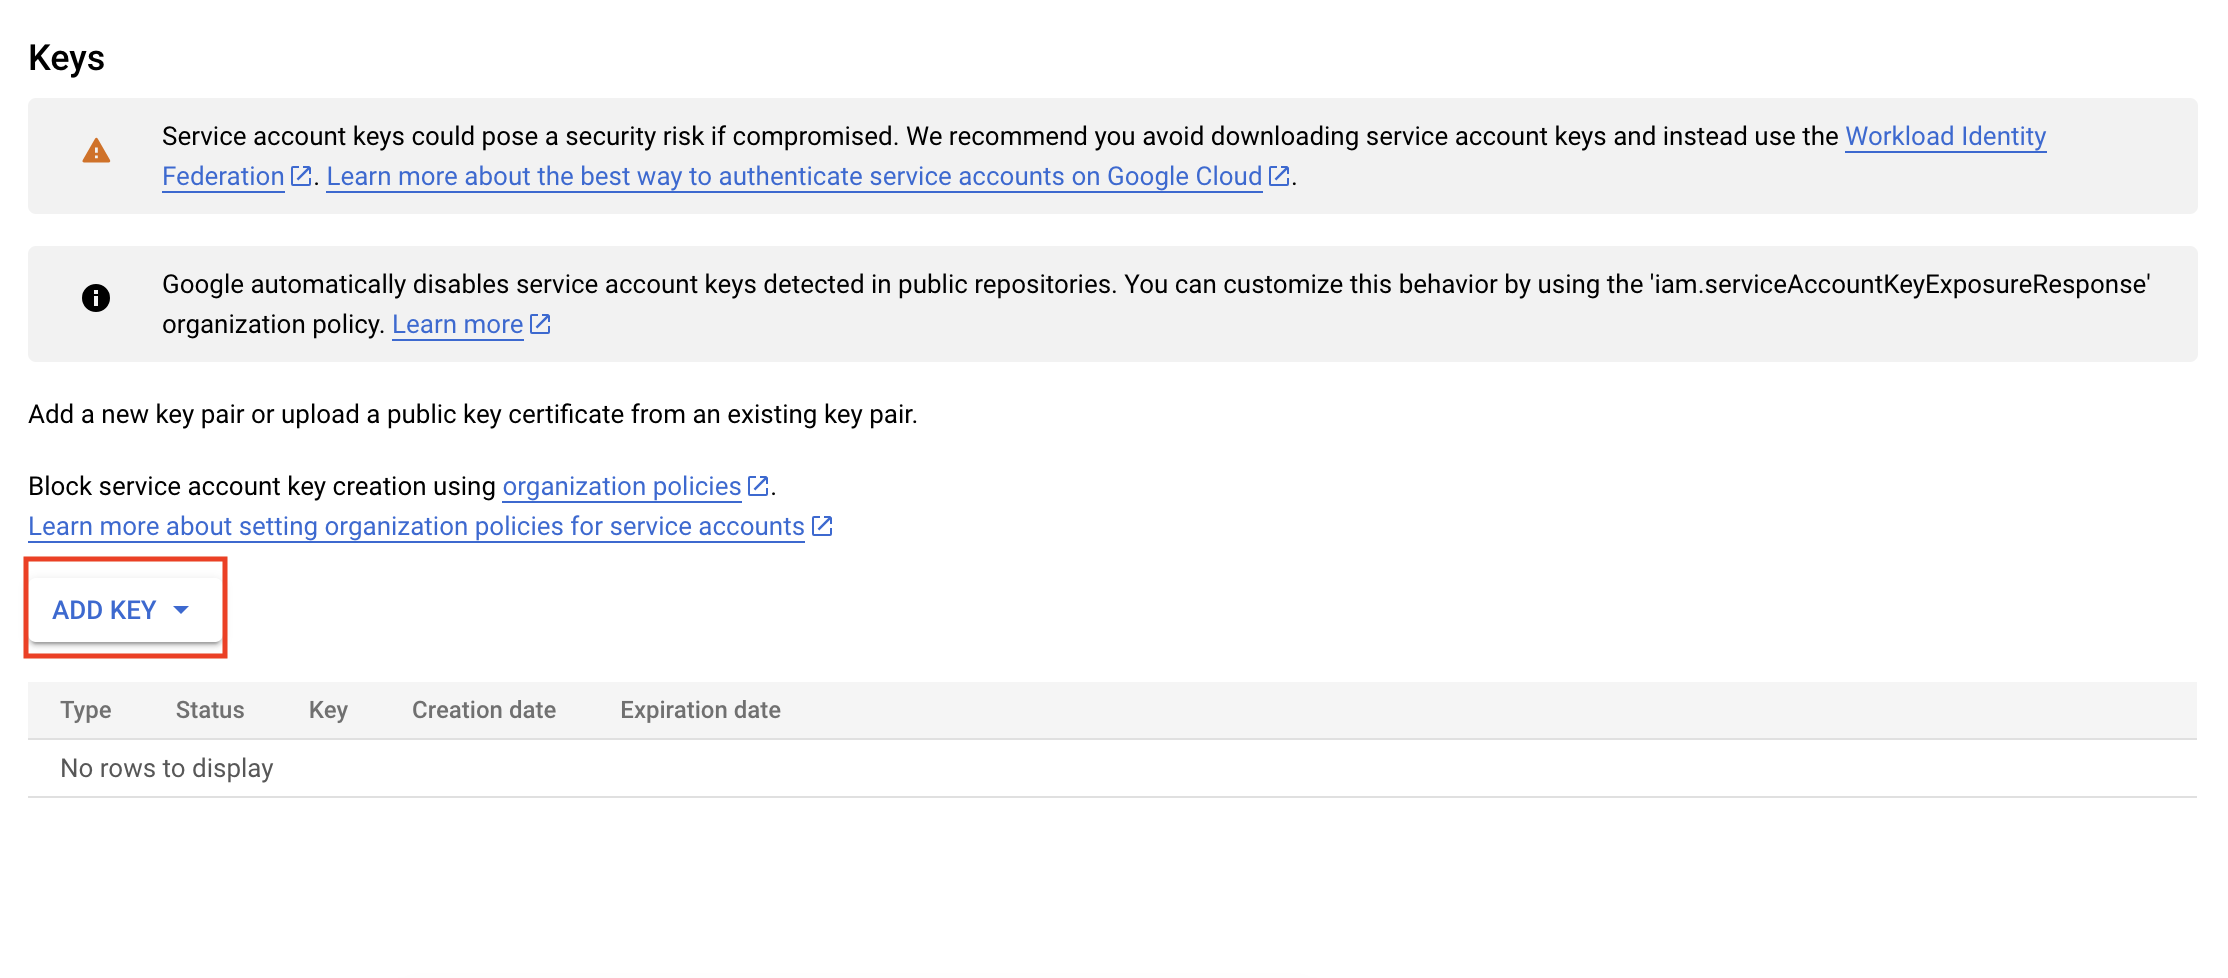 Keys
Service account keys could pose a security risk if compromised. We recommend you avoid downloading service account keys and instead use the Workload Identity
Federation. Learn more about the best way to authenticate service accounts on Google Cloud.
Google automatically disables service account keys detected in public repositories. You can customize this behavior by using the 'iam.serviceAccountKeyExposureResponse'
organization policy. Learn more
Add a new key pair or upload a public key certificate from an existing key pair.
Block service account key creation using organization policies.
Learn more about setting organization policies for service accounts
ADD KEY
Type Status Key Creation date Expiration date
No rows to display